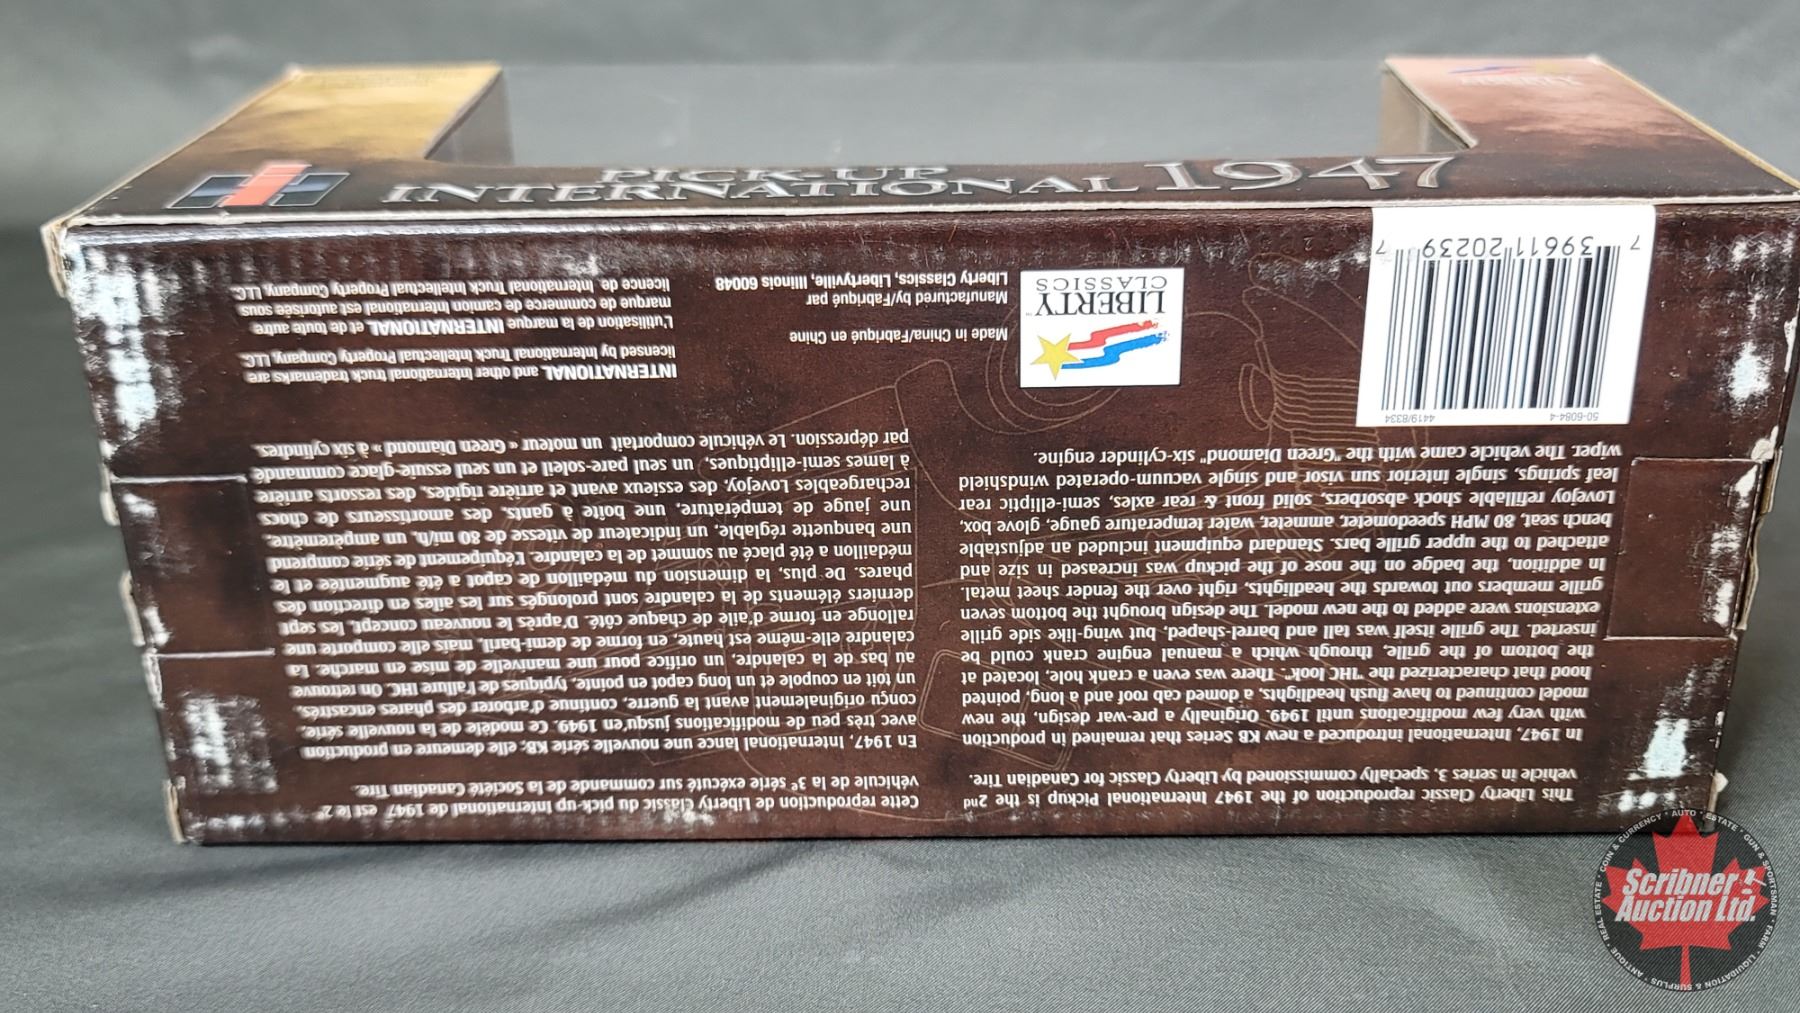 This Liberty Classic reproduction of the 1947 International Pickup is the 2nd
vehicle in series 3, specially commissioned by Liberty Classic for Canadian Tire.
In 1947, International introduced a new KB Series that remained in production
with very few modifications until 1949. Originally a pre-war design, the new
model continued to have flush headlights, a domed cab roof and a long, pointed
hood that characterized the "IHC look". There was even a crank hole, located at
the bottom of the grille, through which a manual engine crank could be
inserted. The grille itself was tall and barrel-shaped, but wing-like side grille
extensions were added to the new model. The design brought the bottom seven
grille members out towards the headlights, right over the fender sheet metal.
In addition, the badge on the nose of the pickup was increased in size and
attached to the upper grille bars. Standard equipment included an adjustable
bench seat, 80 MPH speedometer, ammeter, water temperature gauge, glove box,
Lovejoy refillable shock absorbers, solid front & rear axles, semi-elliptic rear
leaf springs, single interior sun visor and single vacuum-operated windshield
wiper. The vehicle came with the "Green Diamond" six-cylinder engine.
Cette reproduction de Liberty Classic du pick-up International de 1947 est le 2e
véhicule de la 3e série exécuté sur commande de la Société Canadian Tire.
En 1947, International lance une nouvelle série KB; elle demeure en production
avec très peu de modifications jusqu'en 1949. Ce modèle de la nouvelle série,
conçu originalement avant la guerre, continue d'arborer des phares encastrés,
un toit en coupole et un long capot en pointe, typiques de l'allure IHC. On retrouve
au bas de la calandre, un orifice pour une manivelle de mise en marche. La
calandre elle-même est haute, en forme de demi-baril, mais elle comporte une
rallonge en forme d'aile de chaque côté. D'après le nouveau concept, les sept
derniers éléments de la calandre sont prolongés sur les ailes en direction des
phares. De plus, la dimension du médaillon de capot a été augmentée et le
médaillon a été placé au sommet de la calandre. L'équipement de série comprend
une banquette réglable, un indicateur de vitesse de 80 mi/h, un ampèremètre,
une jauge de température, une boîte à gants, des amortisseurs de chocs
rechargeables Lovejoy, des essieux avant et arrière rigides, des ressorts arrière
à lames semi-elliptiques, un seul pare-soleil et un seul essuie-glace commandé
par dépression. Le véhicule comportait un moteur « Green Diamond » à six cylindres.
50-6084-4 4419/8334
7 39611 20239 7
LIBERTY™
CLASSICS
Made in China/Fabriqué en Chine
Manufactured by/Fabriqué par
Liberty Classics, Libertyville, Illinois 60048
INTERNATIONAL and other International truck trademarks are
licensed by International Truck Intellectual Property Company, LLC.
L'utilisation de la marque INTERNATIONAL et de toute autre
marque de commerce de camion International est autorisée sous
licence de, International Truck Intellectual Property Company, LLC.
1947 INTERNATIONAL
PICK-UP
LIBERTY
Scribner
Auction Ltd.
ANTIQUE · REAL ESTATE · COIN & CURRENCY · AUTO · ESTATE · GUN & SPORTSMAN · FARM · LIQUIDATION & SURPLUS